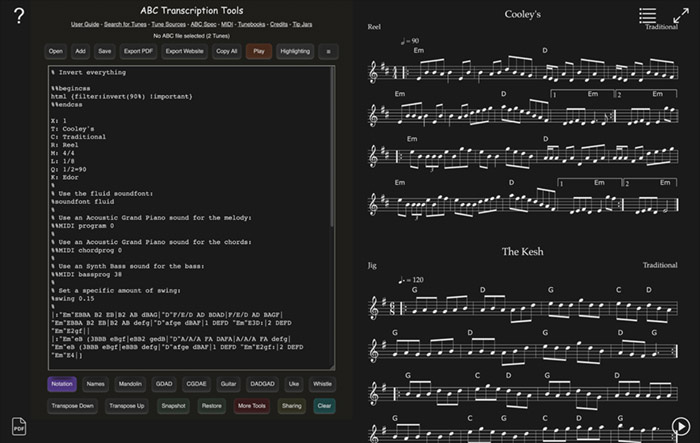 ?
ABC Transcription Tools
User Guide - Search for Tunes - Tune Sources - ABC Spec - MIDI - Tunebooks - Credits - Tip Jars
No ABC file selected (2 Tunes)
Open Add Save Export PDF Export Website Copy All Play Highlighting
% Invert everything
%%begincss
html {filter:invert(90%) !important}
%%endcss
X: 1
T: Cooley's
C: Traditional
R: Reel
M: 4/4
L: 1/8
Q: 1/2=90
K: Edor
%
% Use the fluid soundfont:
%soundfont fluid
%
% Use an Acoustic Grand Piano sound for the melody:
%%MIDI program 0
%
% Use an Acoustic Grand Piano sound for the chords:
%%MIDI chordprog 0
%
% Use an Synth Bass sound for the bass:
%%MIDI bassprog 38
%
% Set a specific amount of swing:
%swing 0.15
%
|:"Em"EBBA B2 EB|B2 AB dBAG|"D"F/E/D AD BDAD|F/E/D AD BAGF|
"Em"EBBA B2 EB|B2 AB defg|"D"afge dBAF|1 DEFD "Em"E3D:|2 DEFD
"Em"E2gf||
|:"Em"eB (3BBB eBgf|eBB2 gedB|"D"A/A/A FA DAFA|A/A/A FA defg|
"Em"eB (3BBB eBgf|eBBB defg|"D"afge dBAF|1 DEFD "Em"E2gf:|2 DEFD
"Em"E4|]
Notation Names Mandolin GDAD CGDAE Guitar DADGAD Uke Whistle
Transpose Down Transpose Up Snapshot Restore More Tools Sharing Clear
PDF
Cooley's
Reel Traditional
= 90
Em D
Em D 1 Em 2 Em
Em D
3
Em D 1 Em 2 Em
3
The Kesh
Jig Traditional
= 120
G D G C D
G D G C D G
G C D G
G C G C D G